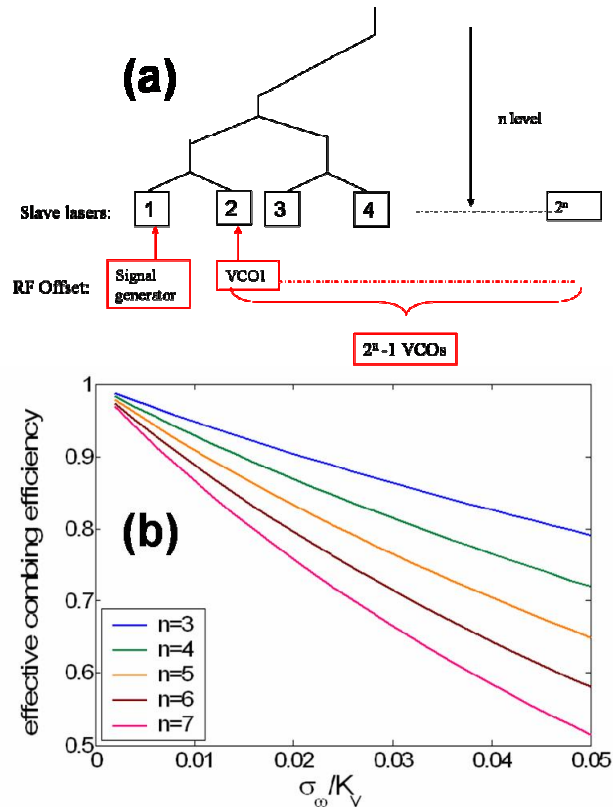 (a)
n level
Slave lasers:
1
2
3
4
2ⁿ
RF Offset:
Signal
generator
VCO1
2ⁿ -1 VCOs
(b)
effective combing efficiency
1
0.9
0.8
0.7
0.6
0.5
n=3
n=4
n=5
n=6
n=7
0
0.01
0.02
0.03
0.04
0.05
σω/KV